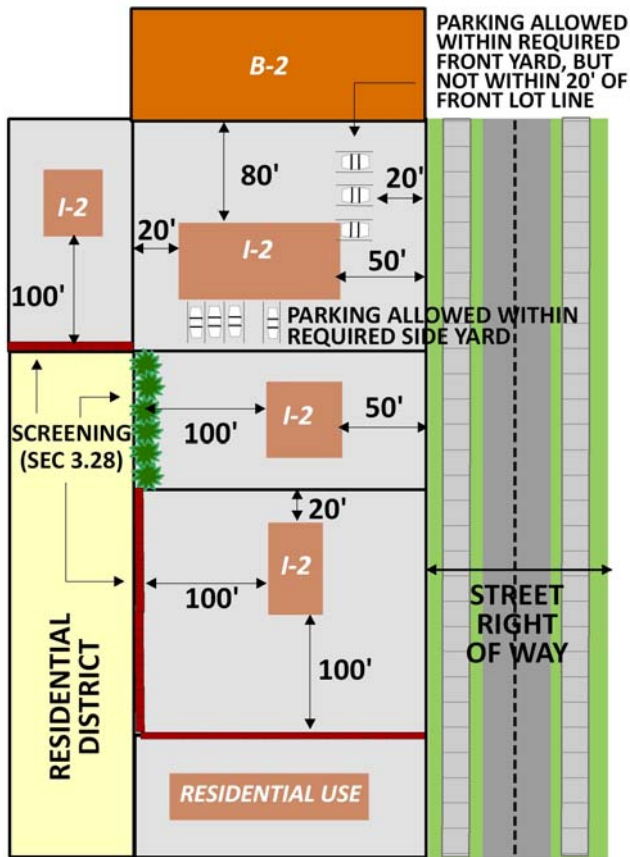 B-2
PARKING ALLOWED
WITHIN REQUIRED
FRONT YARD, BUT
NOT WITHIN 20' OF
FRONT LOT LINE
I-2
80'
20'
20'
I-2
50'
100'
PARKING ALLOWED WITHIN
REQUIRED SIDE YARD
SCREENING
(SEC 3.28)
100'
I-2
50'
20'
I-2
100'
100'
STREET
RIGHT
OF WAY
RESIDENTIAL
DISTRICT
RESIDENTIAL USE